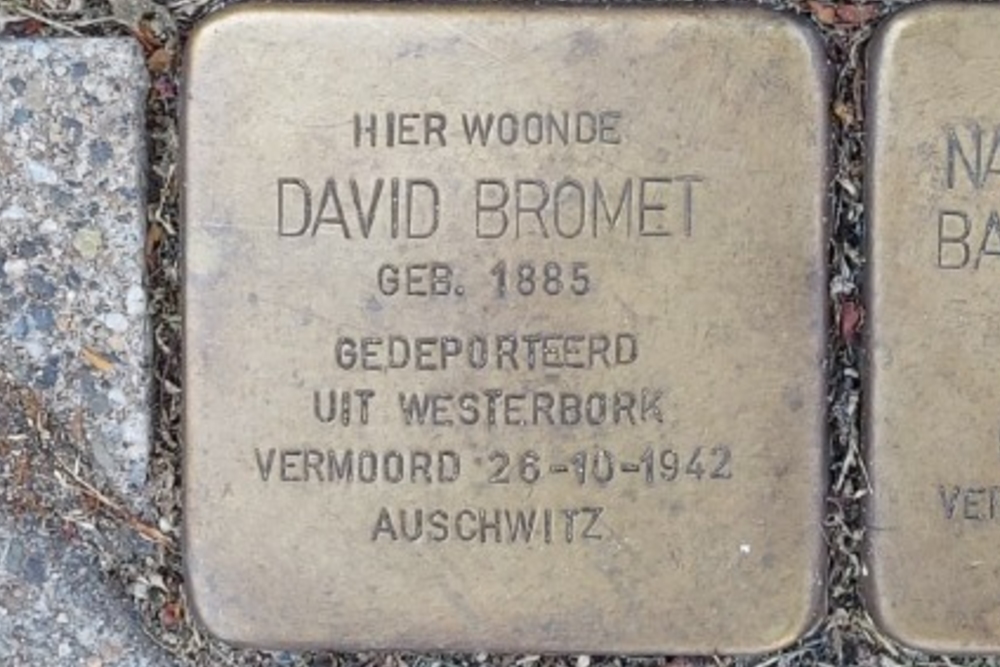 HIER WOONDE
DAVID BROMET
GEB. 1885
GEDEPORTEERD
UIT WESTERBORK
VERMOORD 26-10-1942
AUSCHWITZ